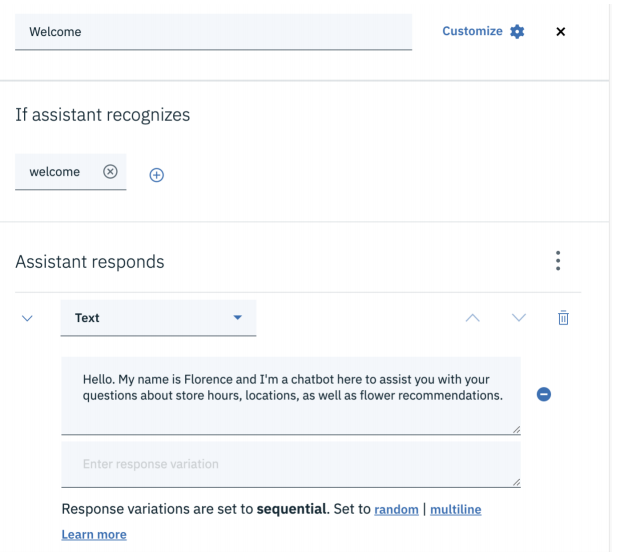 Welcome
Customize
If assistant recognizes
welcome
Assistant responds
Text
Hello. My name is Florence and I'm a chatbot here to assist you with your
questions about store hours, locations, as well as flower recommendations.
Enter response variation
Response variations are set to sequential. Set to random | multiline
Learn more